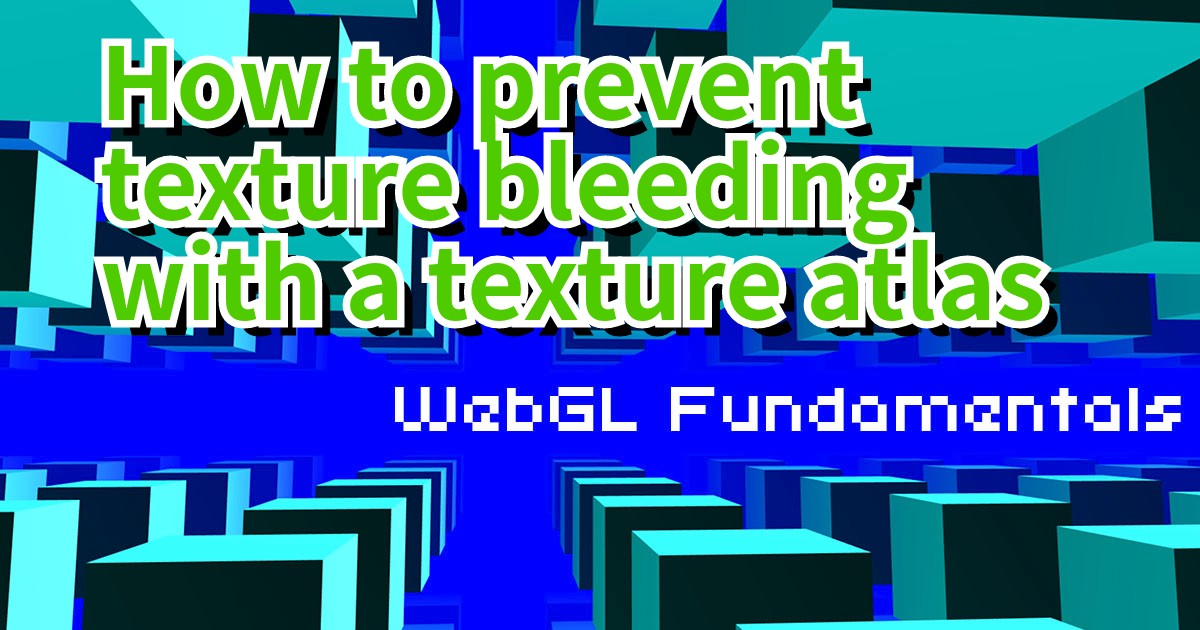 How to prevent
texture bleeding
with a texture atlas
WebGL Fundamentals